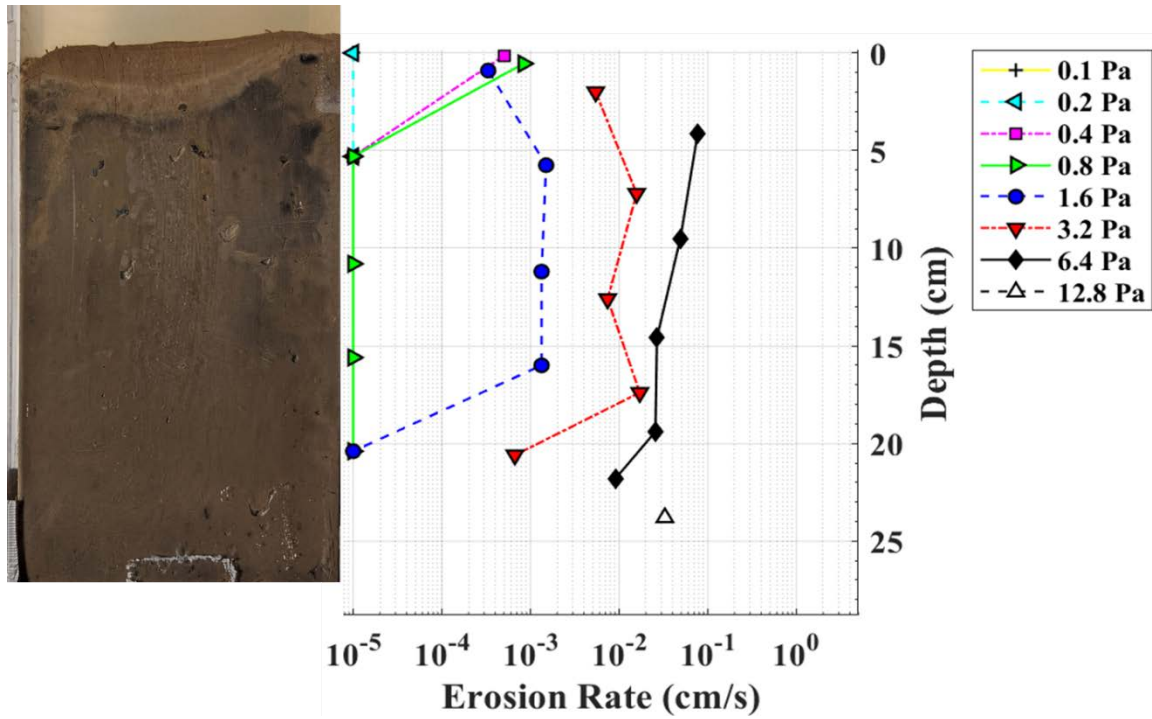 0
5
10
15
20
25
Depth (cm)
10⁻⁵ 10⁻⁴ 10⁻³ 10⁻² 10⁻¹ 10⁰
Erosion Rate (cm/s)
0.1 Pa
0.2 Pa
0.4 Pa
0.8 Pa
1.6 Pa
3.2 Pa
6.4 Pa
12.8 Pa